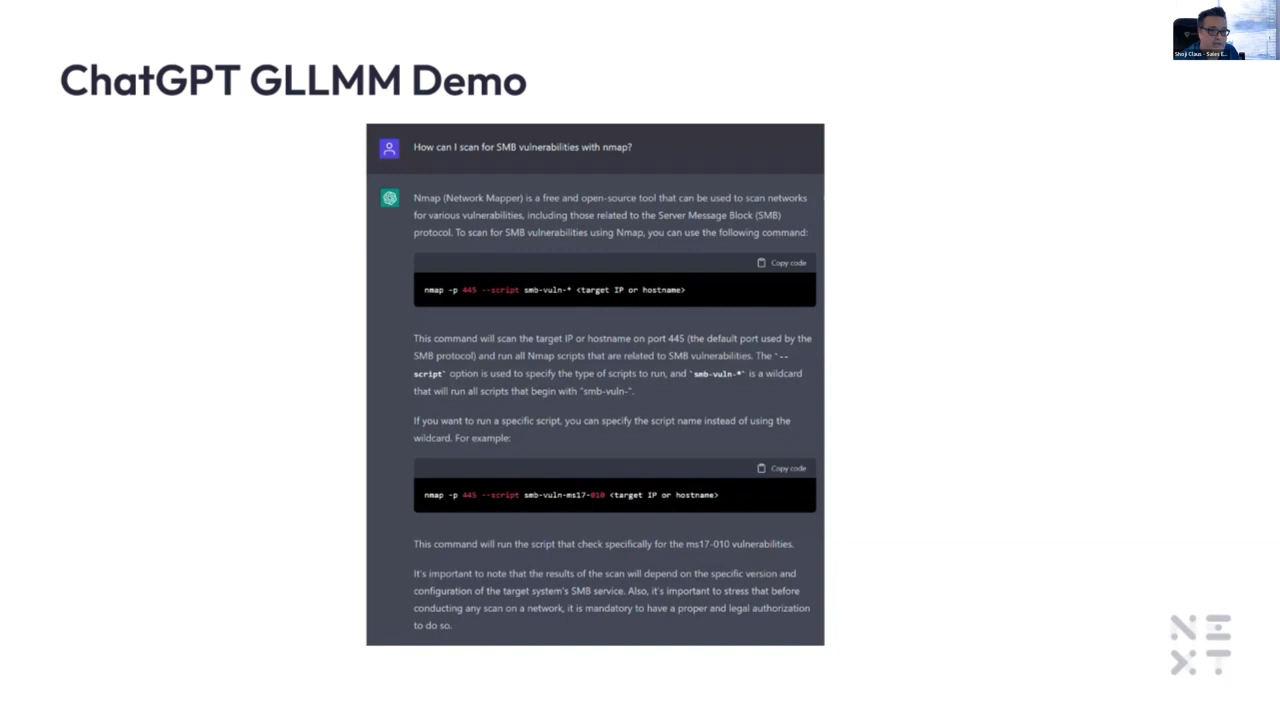 Shoji Claus - Sales E...
ChatGPT GLLMM Demo
How can I scan for SMB vulnerabilities with nmap?
Nmap (Network Mapper) is a free and open-source tool that can be used to scan networks
for various vulnerabilities, including those related to the Server Message Block (SMB)
protocol. To scan for SMB vulnerabilities using Nmap, you can use the following command:
Copy code
nmap -p 445 --script smb-vuln-* <target IP or hostname>
This command will scan the target IP or hostname on port 445 (the default port used by the
SMB protocol) and run all Nmap scripts that are related to SMB vulnerabilities. The `--
script` option is used to specify the type of scripts to run, and `smb-vuln-*` is a wildcard
that will run all scripts that begin with "smb-vuln-".
If you want to run a specific script, you can specify the script name instead of using the
wildcard. For example:
Copy code
nmap -p 445 --script smb-vuln-ms17-010 <target IP or hostname>
This command will run the script that check specifically for the ms17-010 vulnerabilities.
It's important to note that the results of the scan will depend on the specific version and
configuration of the target system's SMB service. Also, it's important to stress that before
conducting any scan on a network, it is mandatory to have a proper and legal authorization
to do so.
NE
XT